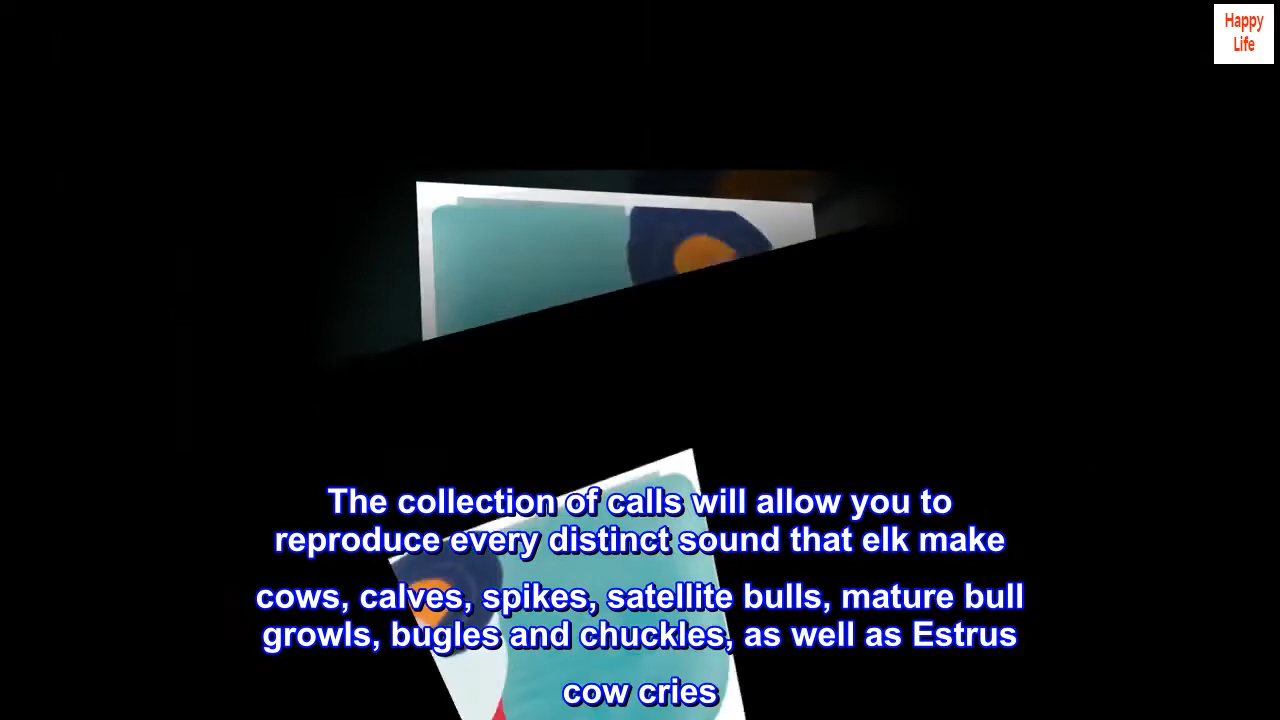 Happy
Life
The collection of calls will allow you to
reproduce every distinct sound that elk make
cows, calves, spikes, satellite bulls, mature bull
growls, bugles and chuckles, as well as Estrus
cow cries